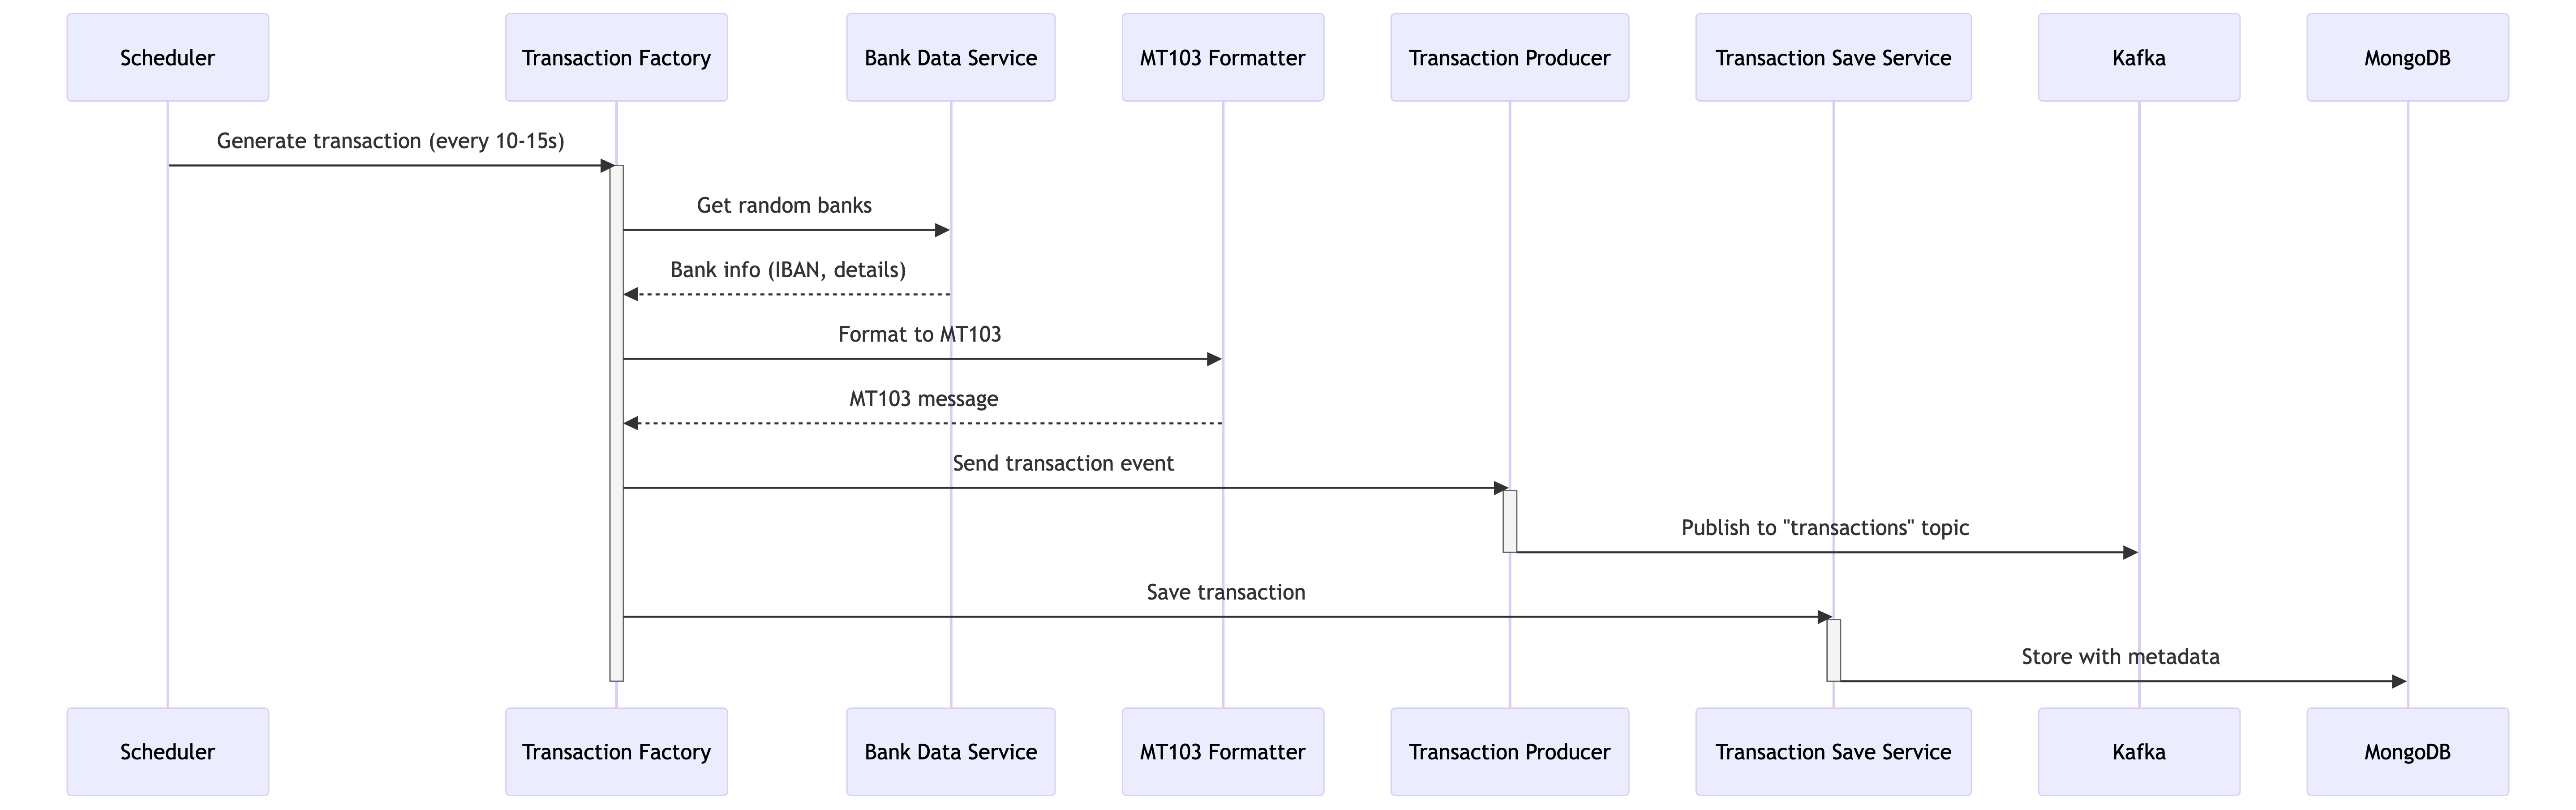 Scheduler
Transaction Factory
Bank Data Service
MT103 Formatter
Transaction Producer
Transaction Save Service
Kafka
MongoDB
Generate transaction (every 10-15s)
Get random banks
Bank info (IBAN, details)
Format to MT103
MT103 message
Send transaction event
Publish to "transactions" topic
Save transaction
Store with metadata
Scheduler
Transaction Factory
Bank Data Service
MT103 Formatter
Transaction Producer
Transaction Save Service
Kafka
MongoDB